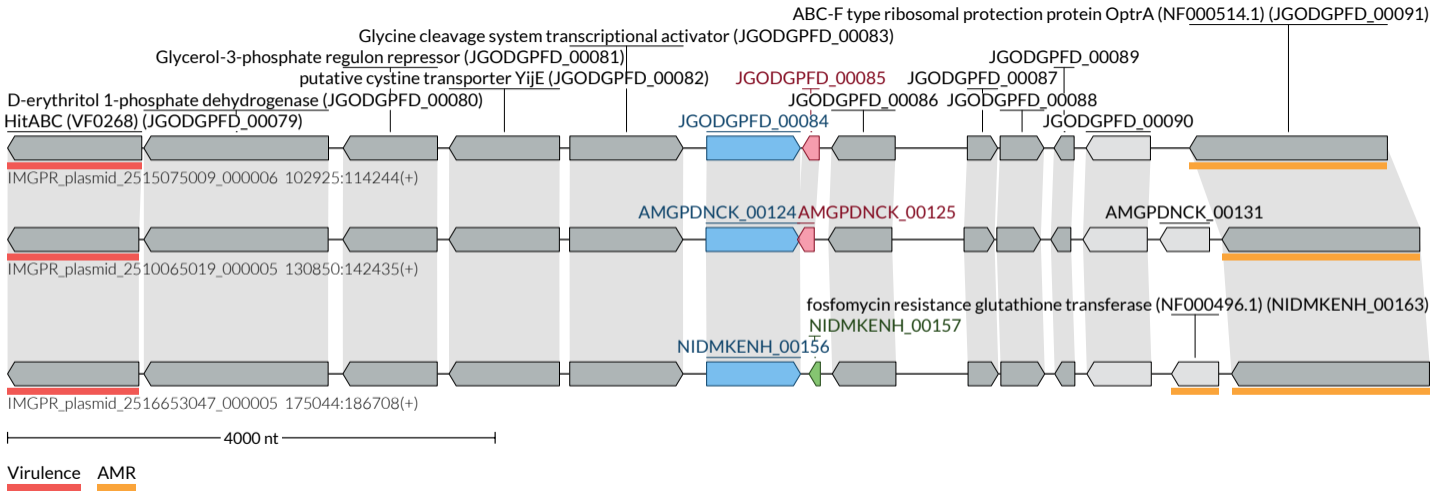 ABC-F type ribosomal protection protein OptrA (NF000514.1) (JGODGPFD_00091)
Glycine cleavage system transcriptional activator (JGODGPFD_00083)
Glycerol-3-phosphate regulon repressor (JGODGPFD_00081)
JGODGPFD_00089
putative cystine transporter YijE (JGODGPFD_00082)
JGODGPFD_00085
JGODGPFD_00087
D-erythritol 1-phosphate dehydrogenase (JGODGPFD_00080)
JGODGPFD_00086
JGODGPFD_00088
HitABC (VF0268) (JGODGPFD_00079)
JGODGPFD_00084
JGODGPFD_00090
IMGPR_plasmid_2515075009_000006 102925:114244(+)
AMGPDNCK_00124
AMGPDNCK_00125
AMGPDNCK_00131
IMGPR_plasmid_2510065019_000005 130850:142435(+)
fosfomycin resistance glutathione transferase (NF000496.1) (NIDMKENH_00163)
NIDMKENH_00157
NIDMKENH_00156
IMGPR_plasmid_2516653047_000005 175044:186708(+)
4000 nt
Virulence AMR